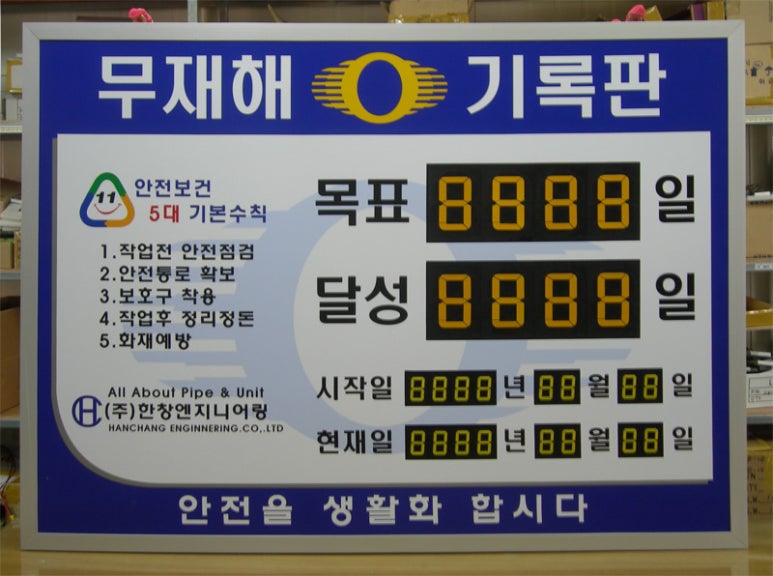 무재해 기록판
11
안전보건
5대 기본수칙
1.작업전 안전점검
2.안전통로 확보
3.보호구 착용
4.작업후 정리정돈
5.화재예방
All About Pipe & Unit
(주)한창엔지니어링
HANCHANG ENGINNERING.CO,.LTD
목표 8888 일
달성 8888 일
시작일 8888 년 88 월 88 일
현재일 8888 년 88 월 88 일
안전을 생활화 합시다